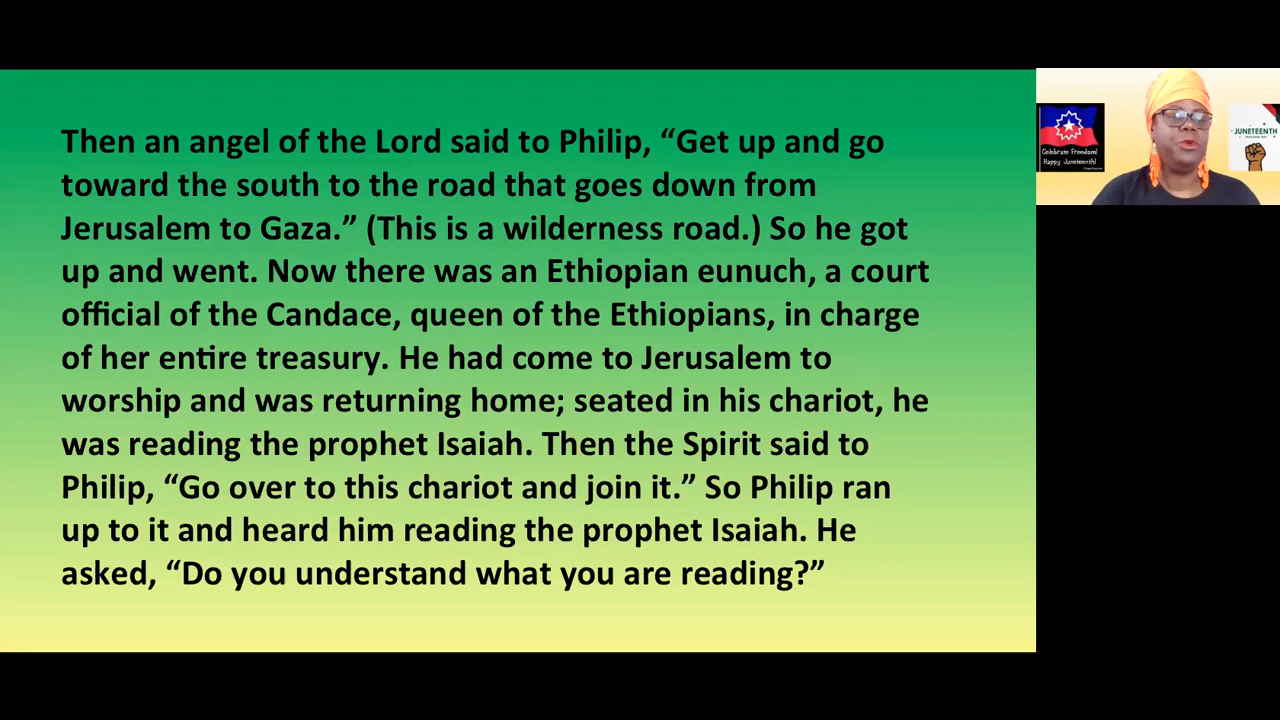 Then an angel of the Lord said to Philip, “Get up and go
toward the south to the road that goes down from
Jerusalem to Gaza.” (This is a wilderness road.) So he got
up and went. Now there was an Ethiopian eunuch, a court
official of the Candace, queen of the Ethiopians, in charge
of her entire treasury. He had come to Jerusalem to
worship and was returning home; seated in his chariot, he
was reading the prophet Isaiah. Then the Spirit said to
Philip, “Go over to this chariot and join it.” So Philip ran
up to it and heard him reading the prophet Isaiah. He
asked, “Do you understand what you are reading?”
Celebrate Freedom!
Happy Juneteenth!
JUNETEENTH